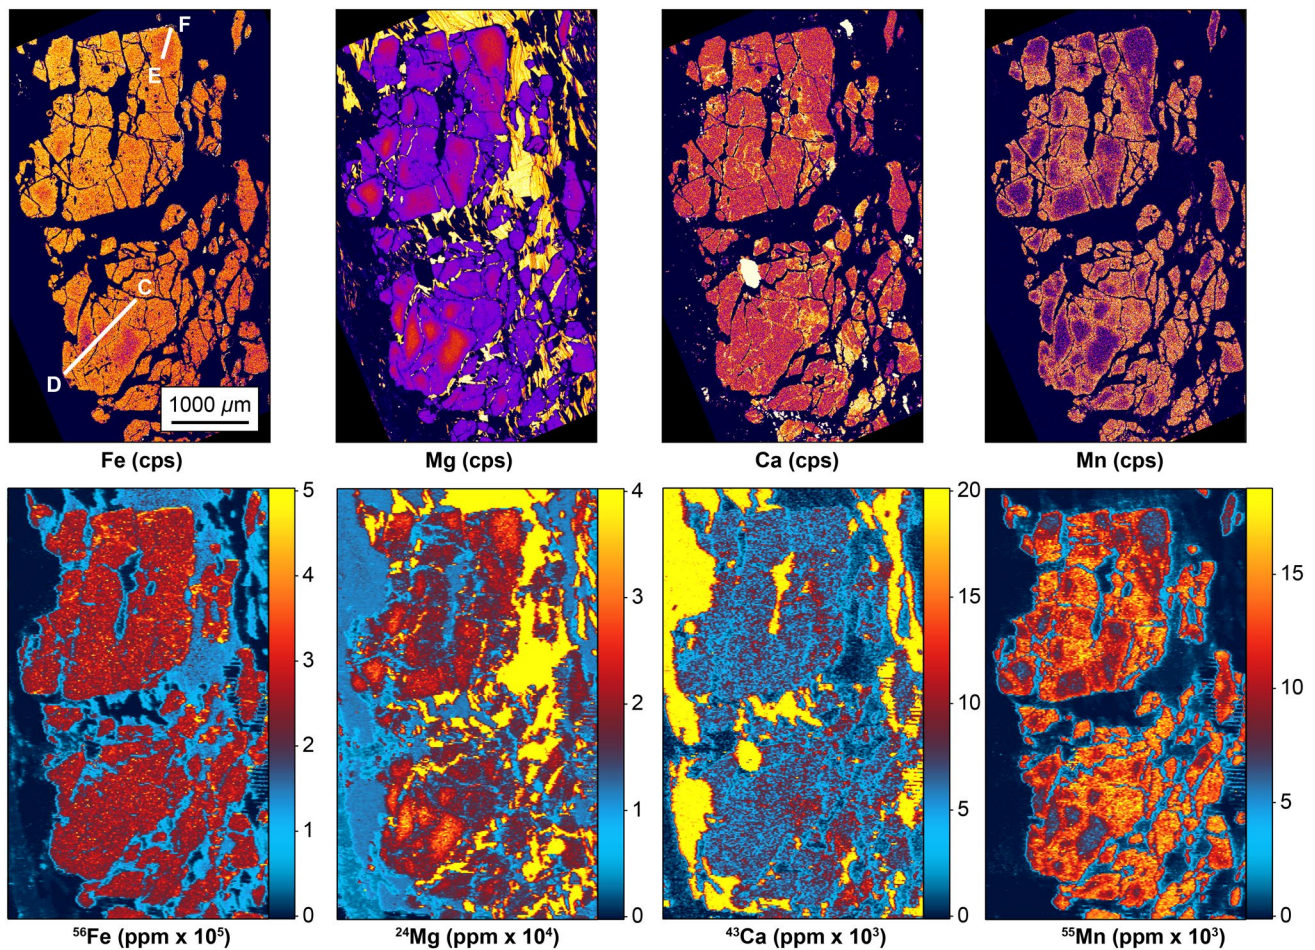 F
E
C
D
1000 µm
Fe (cps)
Mg (cps)
Ca (cps)
Mn (cps)
5
4
3
2
1
0
4
3
2
1
0
20
15
10
5
0
15
10
5
0
⁵⁶Fe (ppm x 10⁵)
²⁴Mg (ppm x 10⁴)
⁴³Ca (ppm x 10³)
⁵⁵Mn (ppm x 10³)